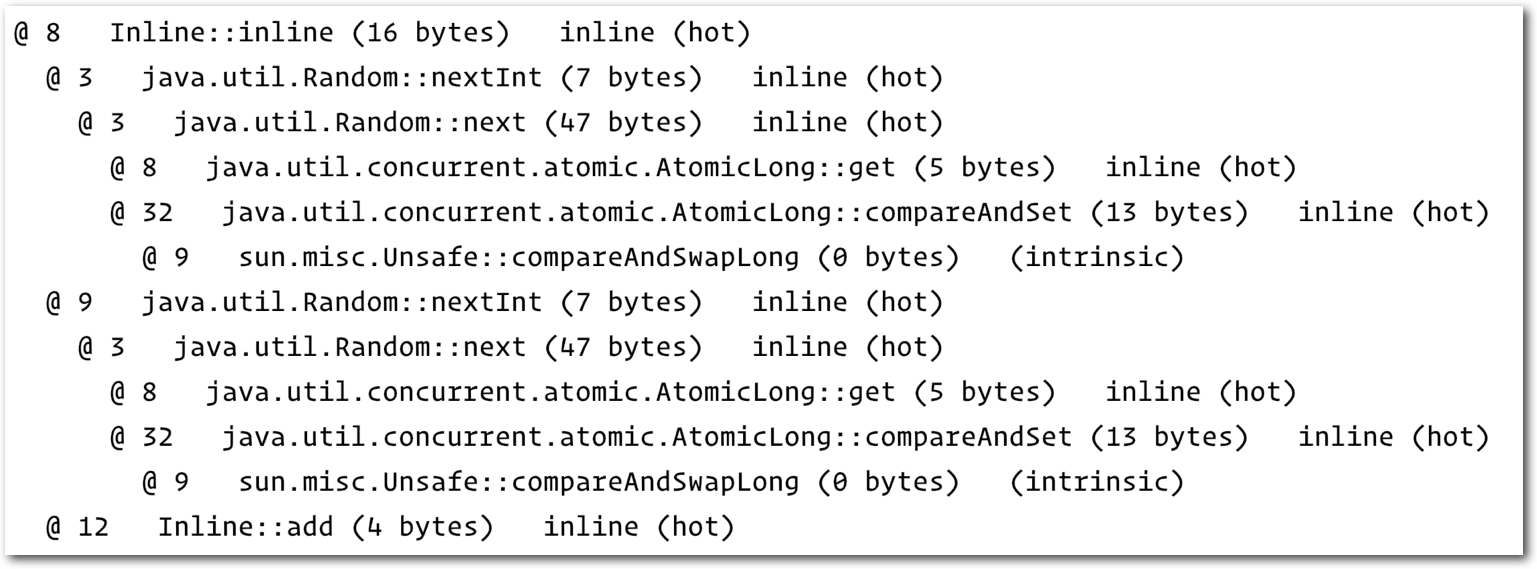 @ 8   Inline::inline (16 bytes)   inline (hot)
  @ 3   java.util.Random::nextInt (7 bytes)   inline (hot)
    @ 3   java.util.Random::next (47 bytes)   inline (hot)
      @ 8   java.util.concurrent.atomic.AtomicLong::get (5 bytes)   inline (hot)
      @ 32   java.util.concurrent.atomic.AtomicLong::compareAndSet (13 bytes)   inline (hot)
        @ 9   sun.misc.Unsafe::compareAndSwapLong (0 bytes)   (intrinsic)
  @ 9   java.util.Random::nextInt (7 bytes)   inline (hot)
    @ 3   java.util.Random::next (47 bytes)   inline (hot)
      @ 8   java.util.concurrent.atomic.AtomicLong::get (5 bytes)   inline (hot)
      @ 32   java.util.concurrent.atomic.AtomicLong::compareAndSet (13 bytes)   inline (hot)
        @ 9   sun.misc.Unsafe::compareAndSwapLong (0 bytes)   (intrinsic)
  @ 12   Inline::add (4 bytes)   inline (hot)